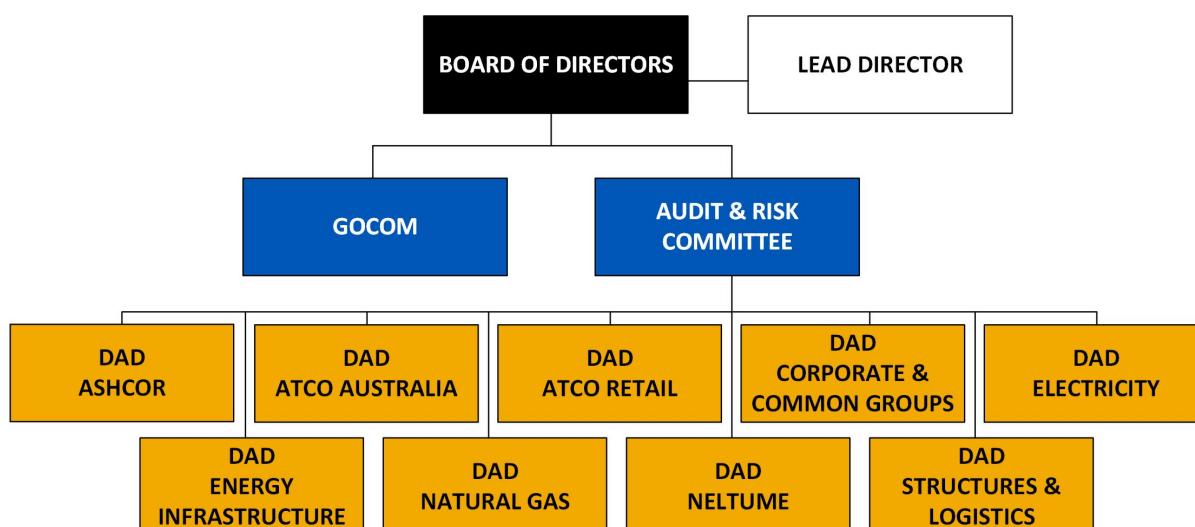 BOARD OF DIRECTORS
LEAD DIRECTOR
GOCOM
AUDIT & RISK
COMMITTEE
DAD
ASHCOR
DAD
ATCO AUSTRALIA
DAD
ATCO RETAIL
DAD
CORPORATE &
COMMON GROUPS
DAD
ELECTRICITY
DAD
ENERGY
INFRASTRUCTURE
DAD
NATURAL GAS
DAD
NELTUME
DAD
STRUCTURES &
LOGISTICS